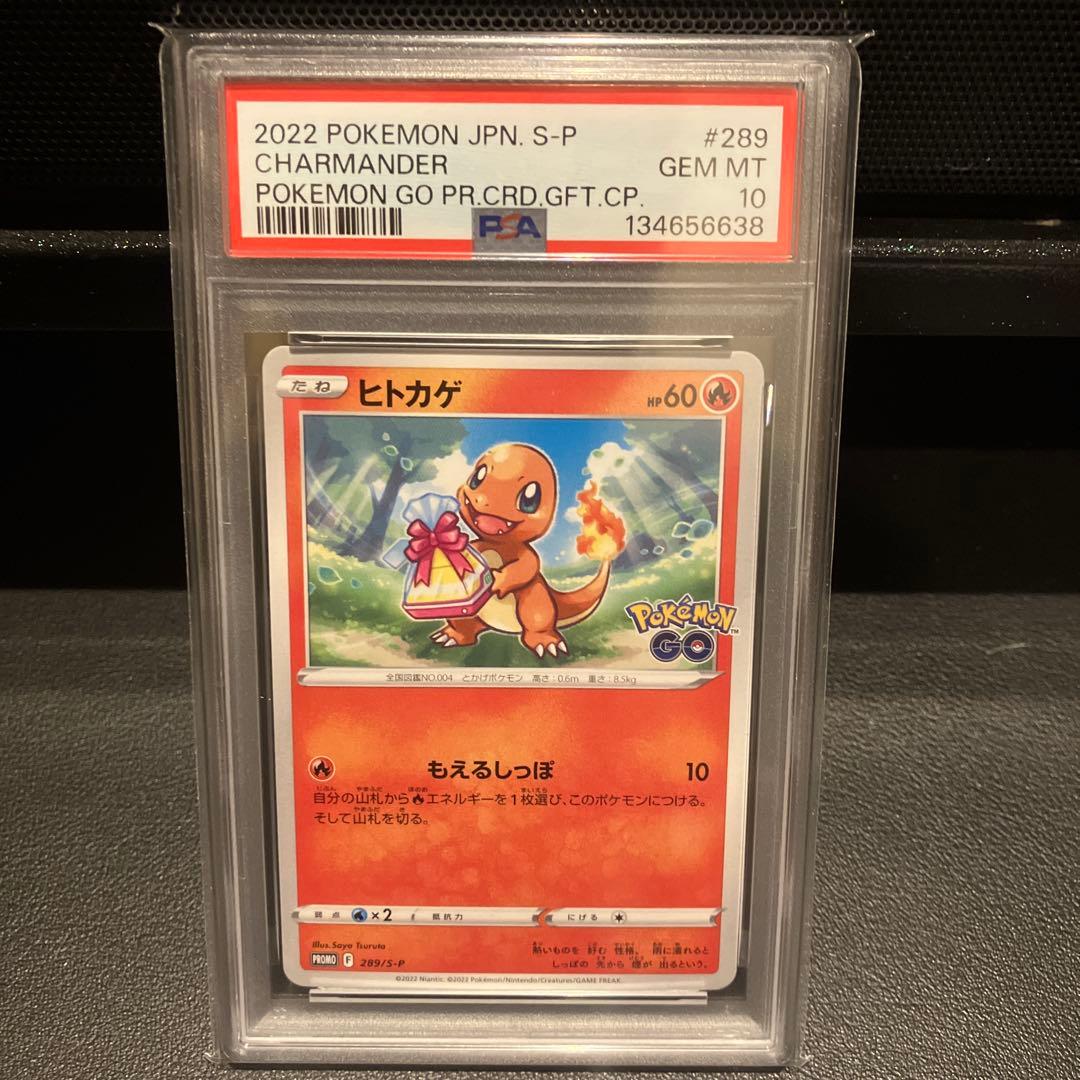 2022 POKEMON JPN. S-P #289
CHARMANDER GEM MT
POKEMON GO PR.CRD.GFT.CP. 10
PSA 134656638
たね ヒトカゲ HP60
Pokémon GO™
全国図鑑NO.004 とかげポケモン 高さ:0.6m 重さ:8.5kg
もえるしっぽ 10
自分の山札からエネルギーを1枚選び、このポケモンにつける。
そして山札を切る。
弱点 ×2 抵抗力 にげる
Illus. Saya Tsuruta
熱いものを 好む 性格。 雨に濡れると
しっぽの 先から 煙が 出るという。
PROMO F 289/S-P
©2022 Niantic. ©2022 Pokémon/Nintendo/Creatures/GAME FREAK.